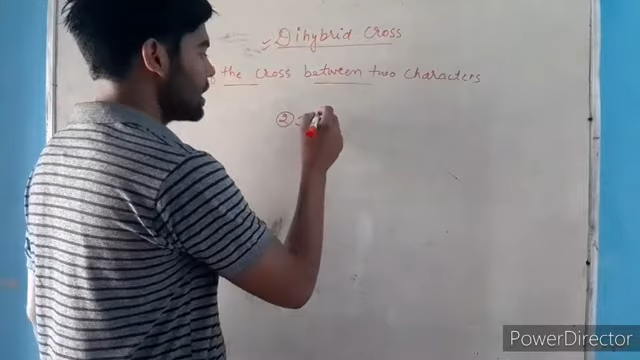 Dihybrid Cross
the Cross between two characters
②
PowerDirector